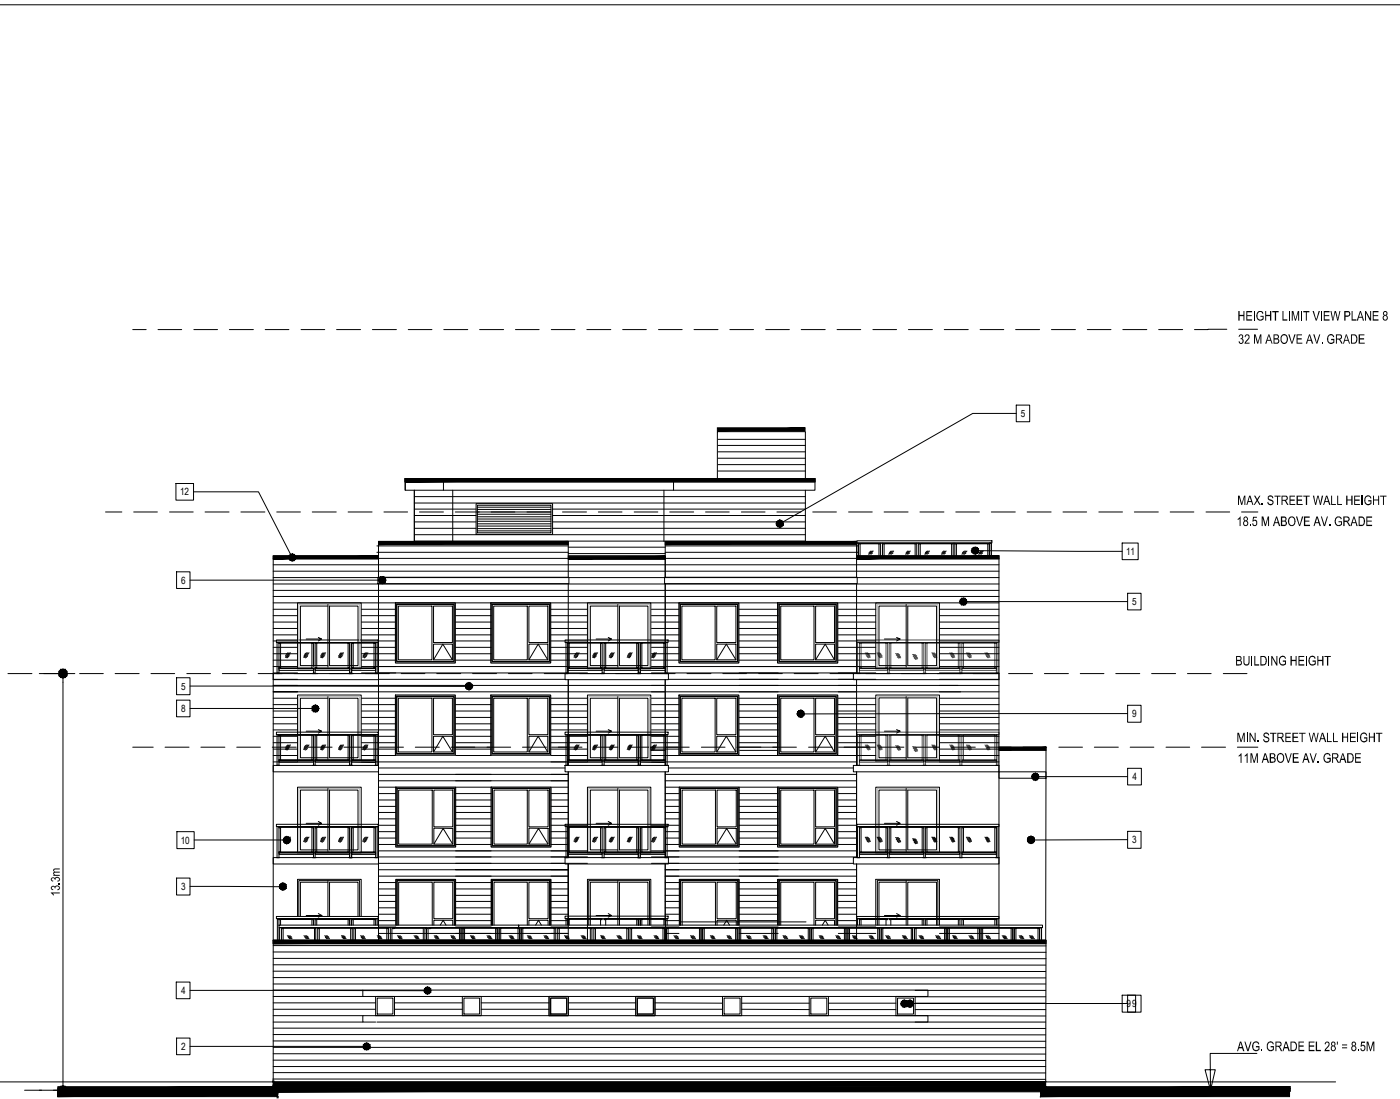 HEIGHT LIMIT VIEW PLANE 8
32 M ABOVE AV. GRADE
5
12
MAX. STREET WALL HEIGHT
18.5 M ABOVE AV. GRADE
11
6
5
BUILDING HEIGHT
5
8
9
MIN. STREET WALL HEIGHT
11M ABOVE AV. GRADE
4
10
3
13.3m
3
4
2
AVG. GRADE EL 28' = 8.5M